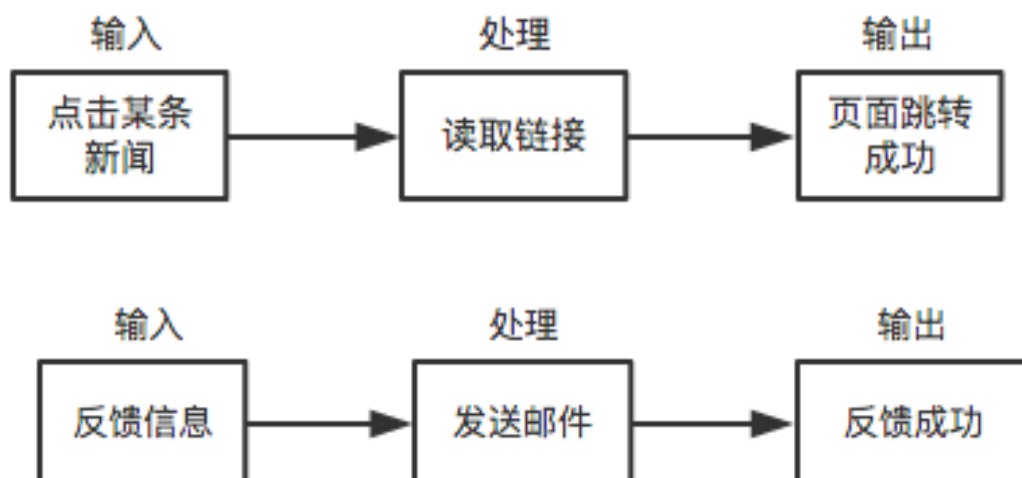 输入
处理
输出
点击某条
新闻
读取链接
页面跳转
成功
输入
处理
输出
反馈信息
发送邮件
反馈成功